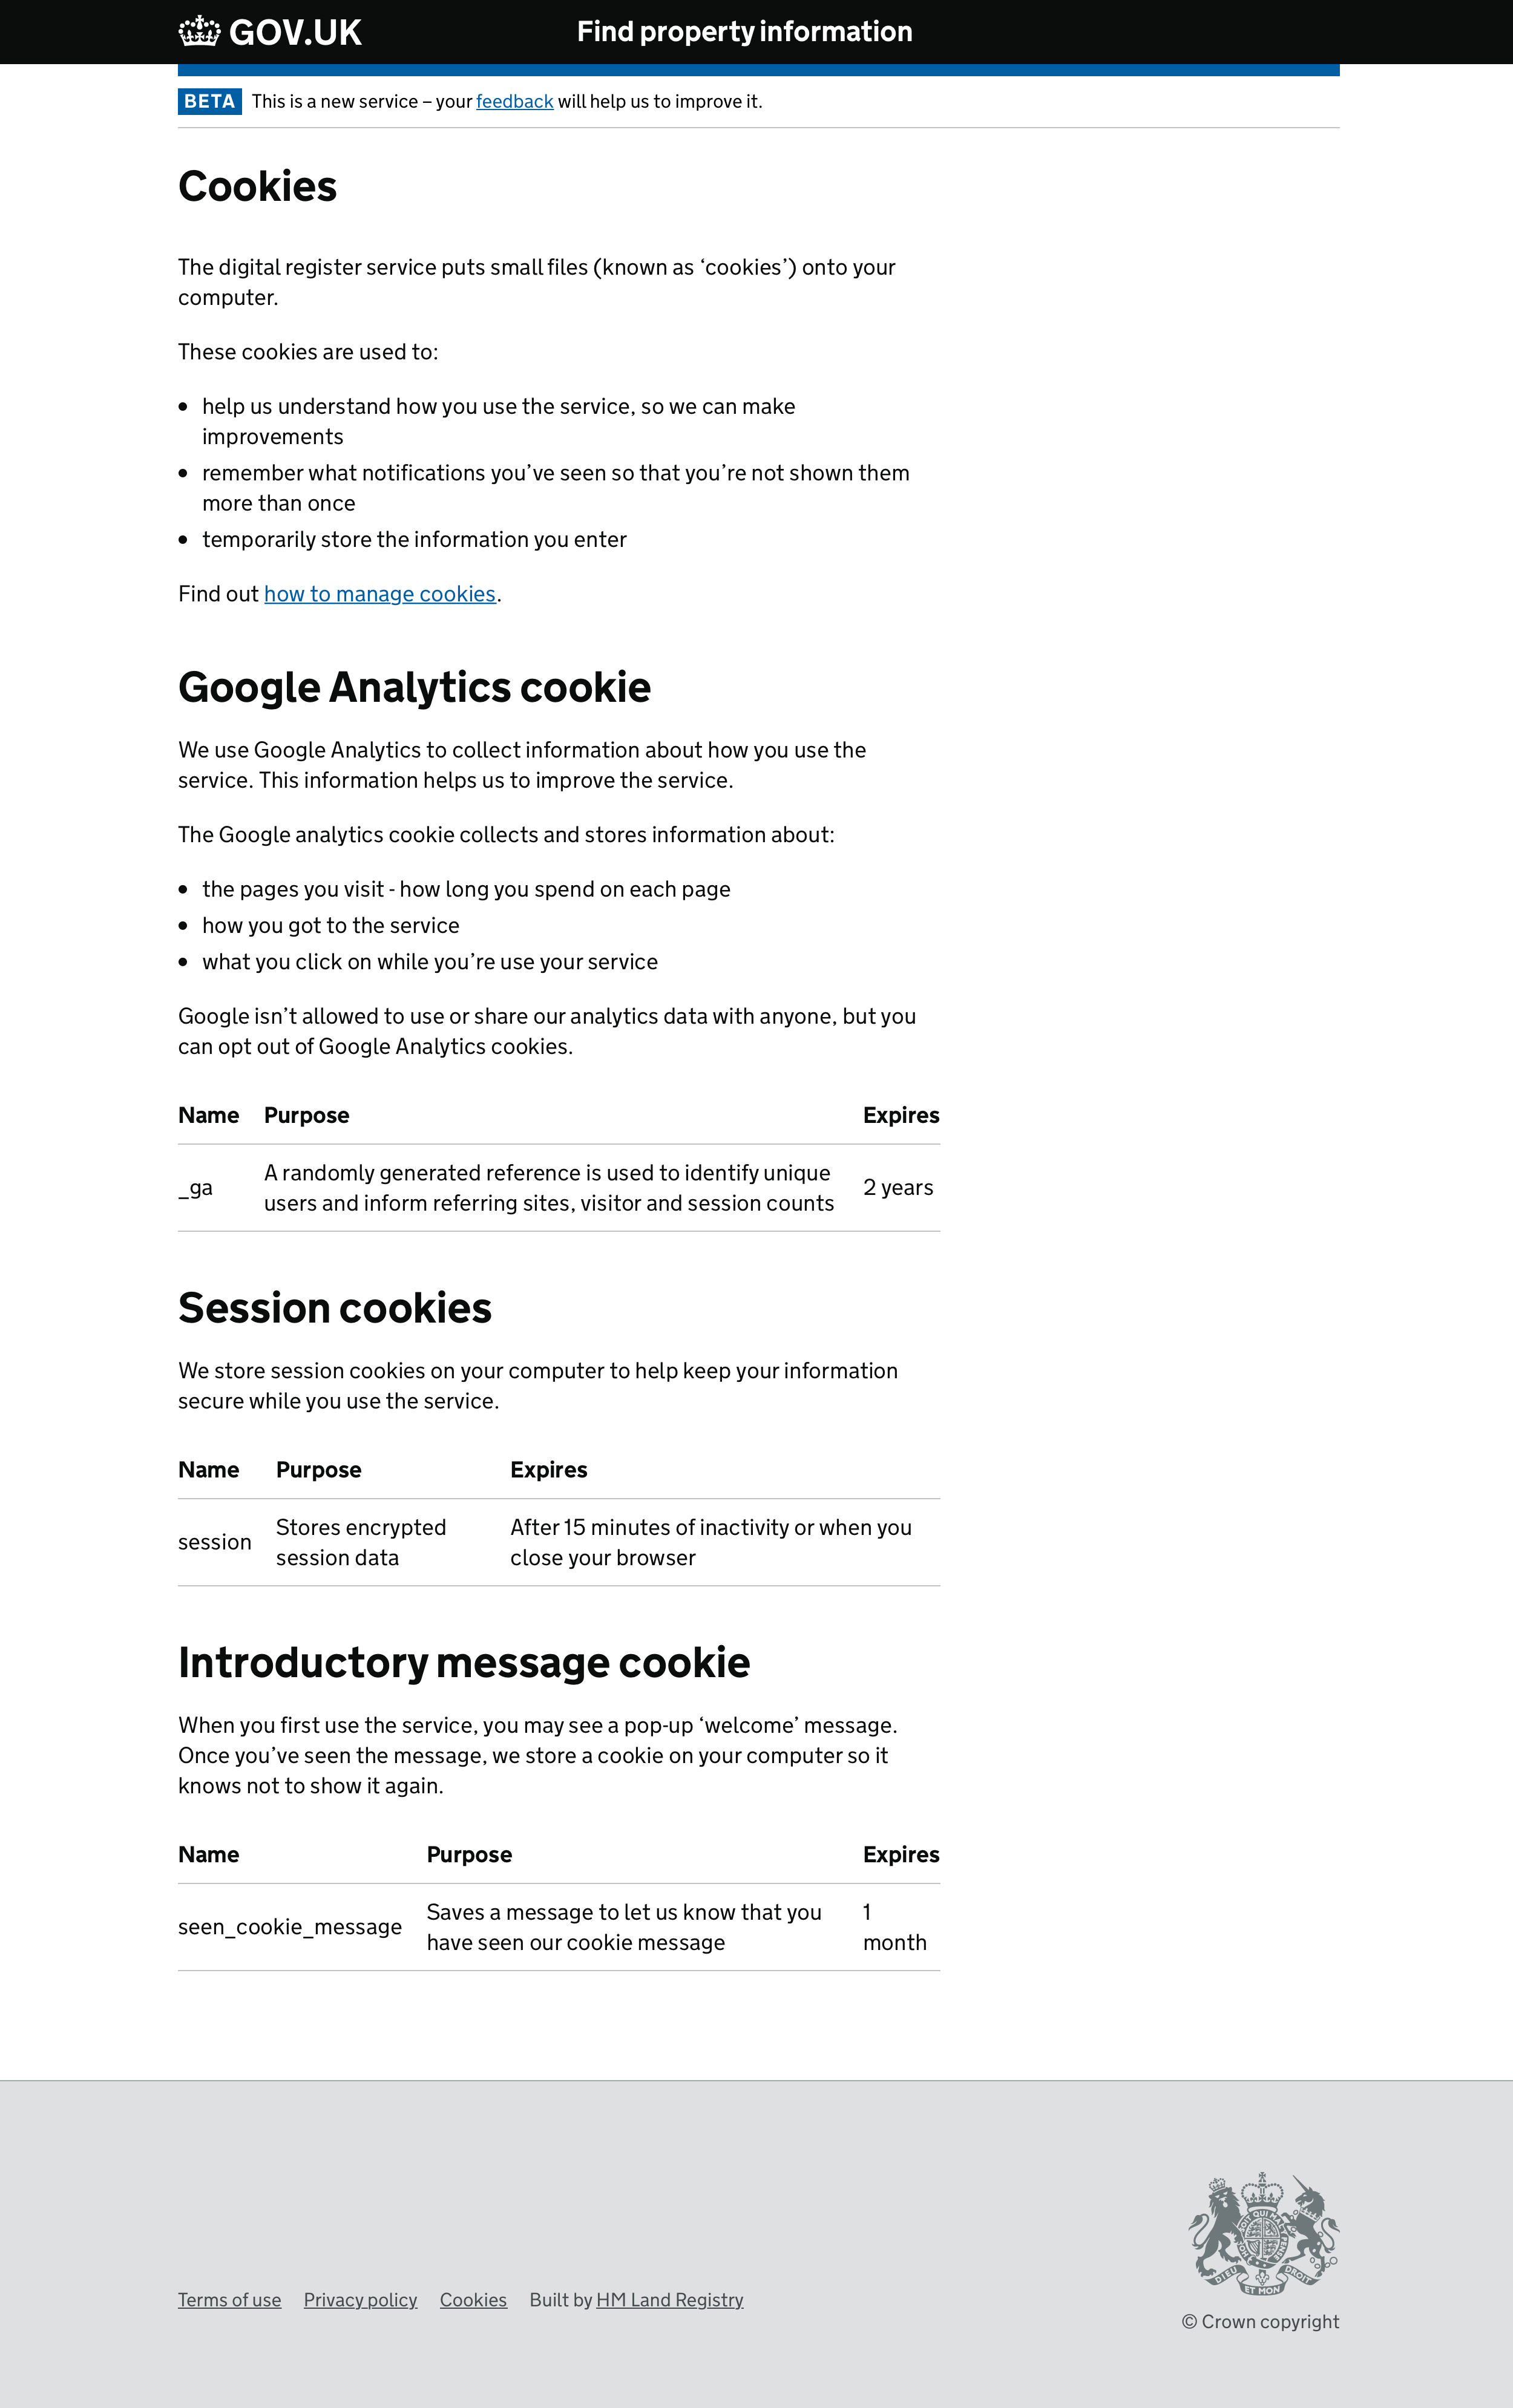 GOV.UK
Find property information
BETA This is a new service – your feedback will help us to improve it.
Cookies
The digital register service puts small files (known as ‘cookies’) onto your
computer.
These cookies are used to:
• help us understand how you use the service, so we can make
improvements
• remember what notifications you’ve seen so that you’re not shown them
more than once
• temporarily store the information you enter
Find out how to manage cookies.
Google Analytics cookie
We use Google Analytics to collect information about how you use the
service. This information helps us to improve the service.
The Google analytics cookie collects and stores information about:
• the pages you visit - how long you spend on each page
• how you got to the service
• what you click on while you’re use your service
Google isn’t allowed to use or share our analytics data with anyone, but you
can opt out of Google Analytics cookies.
Name Purpose Expires
_ga A randomly generated reference is used to identify unique
users and inform referring sites, visitor and session counts 2 years
Session cookies
We store session cookies on your computer to help keep your information
secure while you use the service.
Name Purpose Expires
session Stores encrypted
session data After 15 minutes of inactivity or when you
close your browser
Introductory message cookie
When you first use the service, you may see a pop-up ‘welcome’ message.
Once you’ve seen the message, we store a cookie on your computer so it
knows not to show it again.
Name Purpose Expires
seen_cookie_message Saves a message to let us know that you
have seen our cookie message 1
month
DIEU ET MON DROIT
Terms of use Privacy policy Cookies Built by HM Land Registry
© Crown copyright